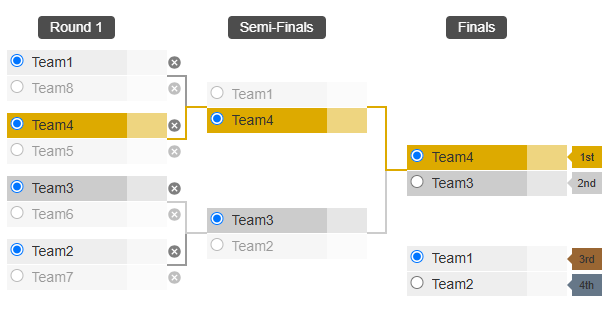 Round 1
Semi-Finals
Finals
Team1
Team8
Team4
Team5
Team3
Team6
Team2
Team7
Team1
Team4
Team3
Team2
Team4 1st
Team3 2nd
Team1 3rd
Team2 4th